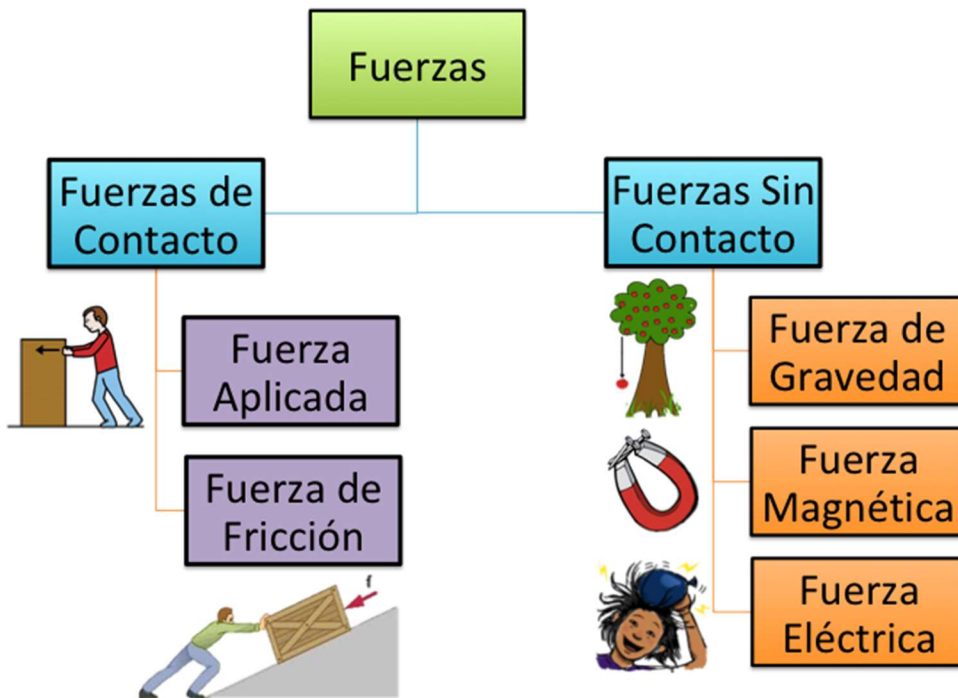 Fuerzas
Fuerzas de
Contacto
Fuerzas Sin
Contacto
Fuerza
Aplicada
Fuerza de
Fricción
f
Fuerza de
Gravedad
Fuerza
Magnética
Fuerza
Eléctrica